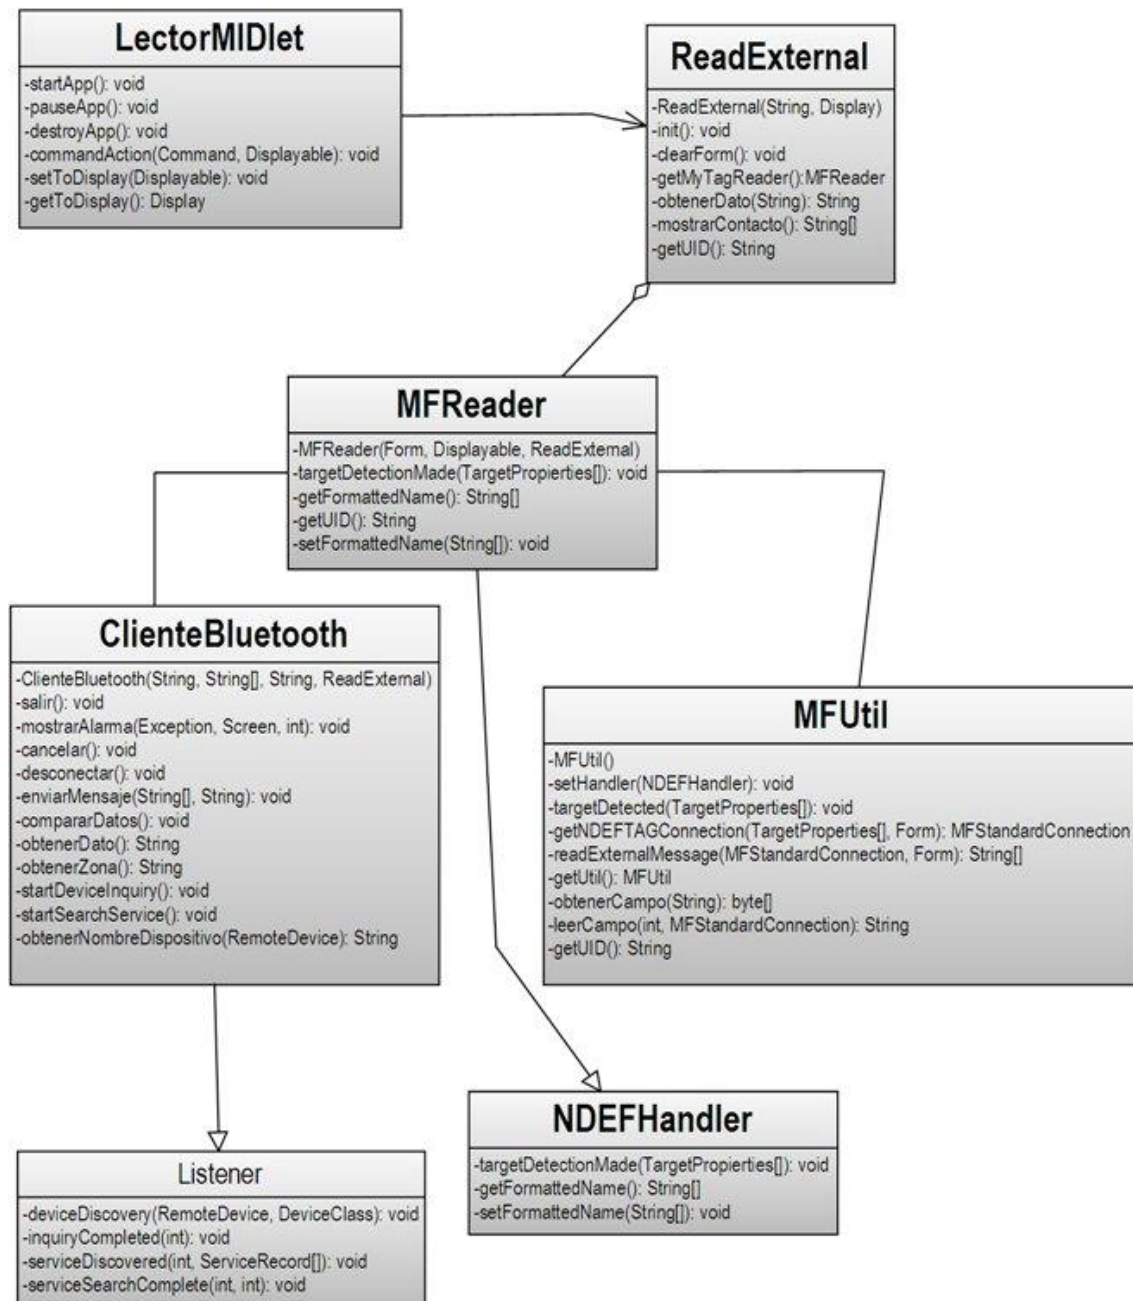 LectorMIDlet
-startApp(): void
-pauseApp(): void
-destroyApp(): void
-commandAction(Command, Displayable): void
-setToDisplay(Displayable): void
-getToDisplay(): Display
ReadExternal
-ReadExternal(String, Display)
-init(): void
-clearForm(): void
-getMyTagReader():MFReader
-obtenerDato(String): String
-mostrarContacto(): String[]
-getUID(): String
MFReader
-MFReader(Form, Displayable, ReadExternal)
-targetDetectionMade(TargetPropierties[]): void
-getFormattedName(): String[]
-getUID(): String
-setFormattedName(String[]): void
ClienteBluetooth
-ClienteBluetooth(String, String[], String, ReadExternal)
-salir(): void
-mostrarAlarma(Exception, Screen, int): void
-cancelar(): void
-desconectar(): void
-enviarMensaje(String[], String): void
-compararDatos(): void
-obtenerDato(): String
-obtenerZona(): String
-startDeviceInquiry(): void
-startSearchService(): void
-obtenerNombreDispositivo(RemoteDevice): String
MFUtil
-MFUtil()
-setHandler(NDEFHandler): void
-targetDetected(TargetProperties[]): void
-getNDEFTAGConnection(TargetProperties[], Form): MFStandardConnection
-readExternalMessage(MFStandardConnection, Form): String[]
-getUtil(): MFUtil
-obtenerCampo(String): byte[]
-leerCampo(int, MFStandardConnection): String
-getUID(): String
NDEFHandler
-targetDetectionMade(TargetPropierties[]): void
-getFormattedName(): String[]
-setFormattedName(String[]): void
Listener
-deviceDiscovery(RemoteDevice, DeviceClass): void
-inquiryCompleted(int): void
-serviceDiscovered(int, ServiceRecord[]): void
-serviceSearchComplete(int, int): void